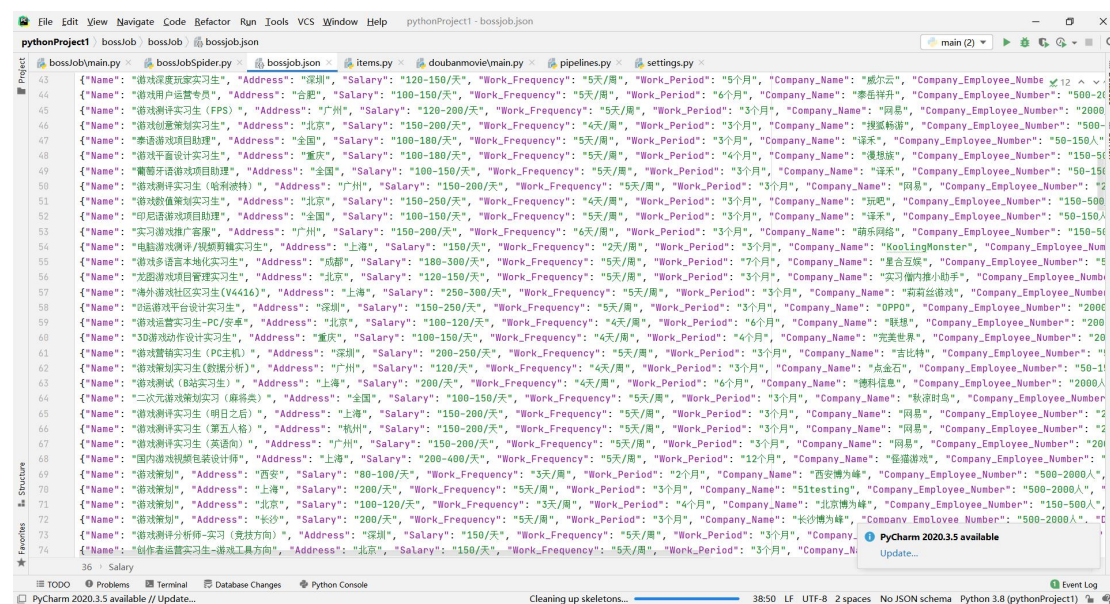 File Edit View Navigate Code Refactor Run Tools VCS Window Help pythonProject1 - bossjob.json
pythonProject1 bossJob bossJob bossjob.json main (2)
bossJob\main.py bossJobSpider.py bossjob.json items.py doubanmovie\main.py pipelines.py settings.py
Project
12
43 {"Name": "游戏深度玩家实习生", "Address": "深圳", "Salary": "120-150/天", "Work_Frequency": "5天/周", "Work_Period": "5个月", "Company_Name": "威尔云", "Company_Employee_Numbe
44 {"Name": "游戏用户运营专员", "Address": "合肥", "Salary": "100-150/天", "Work_Frequency": "5天/周", "Work_Period": "6个月", "Company_Name": "泰岳祥升", "Company_Employee_Number": "500-20
45 {"Name": "游戏测评实习生（FPS）", "Address": "广州", "Salary": "120-200/天", "Work_Frequency": "5天/周", "Work_Period": "3个月", "Company_Name": "网易", "Company_Employee_Number": "2000
46 {"Name": "游戏创意策划实习生", "Address": "北京", "Salary": "150-200/天", "Work_Frequency": "4天/周", "Work_Period": "3个月", "Company_Name": "搜狐畅游", "Company_Employee_Number": "500-
47 {"Name": "泰语游戏项目助理", "Address": "全国", "Salary": "100-180/天", "Work_Frequency": "5天/周", "Work_Period": "3个月", "Company_Name": "译禾", "Company_Employee_Number": "50-150人"
48 {"Name": "游戏平面设计实习生", "Address": "重庆", "Salary": "100-180/天", "Work_Frequency": "5天/周", "Work_Period": "4个月", "Company_Name": "漫想族", "Company_Employee_Number": "150-50
49 {"Name": "葡萄牙语游戏项目助理", "Address": "全国", "Salary": "100-150/天", "Work_Frequency": "5天/周", "Work_Period": "3个月", "Company_Name": "译禾", "Company_Employee_Number": "50-150
50 {"Name": "游戏测评实习生（哈利波特）", "Address": "广州", "Salary": "150-200/天", "Work_Frequency": "5天/周", "Work_Period": "3个月", "Company_Name": "网易", "Company_Employee_Number": "2
51 {"Name": "游戏数值策划实习生", "Address": "北京", "Salary": "150-250/天", "Work_Frequency": "4天/周", "Work_Period": "3个月", "Company_Name": "玩吧", "Company_Employee_Number": "150-500
52 {"Name": "印尼语游戏项目助理", "Address": "全国", "Salary": "100-150/天", "Work_Frequency": "5天/周", "Work_Period": "3个月", "Company_Name": "译禾", "Company_Employee_Number": "50-150人
53 {"Name": "实习游戏推广客服", "Address": "广州", "Salary": "150-200/天", "Work_Frequency": "6天/周", "Work_Period": "3个月", "Company_Name": "萌乐网络", "Company_Employee_Number": "150-50
54 {"Name": "电脑游戏测评/视频剪辑实习生", "Address": "上海", "Salary": "150/天", "Work_Frequency": "2天/周", "Work_Period": "3个月", "Company_Name": "KoolingMonster", "Company_Employee_Num
55 {"Name": "游戏多语言本地化实习生", "Address": "成都", "Salary": "180-300/天", "Work_Frequency": "5天/周", "Work_Period": "7个月", "Company_Name": "星合互娱", "Company_Employee_Number": "5
56 {"Name": "龙图游戏项目管理实习生", "Address": "北京", "Salary": "120-150/天", "Work_Frequency": "5天/周", "Work_Period": "3个月", "Company_Name": "实习僧内推小助手", "Company_Employee_Numbe
57 {"Name": "海外游戏社区实习生(V4416)", "Address": "上海", "Salary": "250-300/天", "Work_Frequency": "5天/周", "Work_Period": "3个月", "Company_Name": "莉莉丝游戏", "Company_Employee_Number
58 {"Name": "O运游戏平台设计实习生", "Address": "深圳", "Salary": "150-250/天", "Work_Frequency": "5天/周", "Work_Period": "3个月", "Company_Name": "OPPO", "Company_Employee_Number": "2000
59 {"Name": "游戏运营实习生-PC/安卓", "Address": "北京", "Salary": "100-120/天", "Work_Frequency": "4天/周", "Work_Period": "6个月", "Company_Name": "联想", "Company_Employee_Number": "200
60 {"Name": "3D游戏动作设计实习生", "Address": "重庆", "Salary": "100-150/天", "Work_Frequency": "4天/周", "Work_Period": "4个月", "Company_Name": "完美世界", "Company_Employee_Number": "20
61 {"Name": "游戏营销实习生（PC主机）", "Address": "深圳", "Salary": "200-250/天", "Work_Frequency": "5天/周", "Work_Period": "3个月", "Company_Name": "吉比特", "Company_Employee_Number": "
62 {"Name": "游戏策划实习生(数据分析)", "Address": "广州", "Salary": "120/天", "Work_Frequency": "4天/周", "Work_Period": "3个月", "Company_Name": "点金石", "Company_Employee_Number": "50-15
63 {"Name": "游戏测试（B站实习生）", "Address": "上海", "Salary": "200/天", "Work_Frequency": "4天/周", "Work_Period": "6个月", "Company_Name": "德科信息", "Company_Employee_Number": "2000人
64 {"Name": "二次元游戏策划实习（麻将类）", "Address": "全国", "Salary": "100-150/天", "Work_Frequency": "5天/周", "Work_Period": "3个月", "Company_Name": "秋凉时鸟", "Company_Employee_Number
65 {"Name": "游戏测评实习生（明日之后）", "Address": "上海", "Salary": "150-200/天", "Work_Frequency": "5天/周", "Work_Period": "3个月", "Company_Name": "网易", "Company_Employee_Number": "2
66 {"Name": "游戏测评实习生（第五人格）", "Address": "杭州", "Salary": "150-200/天", "Work_Frequency": "5天/周", "Work_Period": "3个月", "Company_Name": "网易", "Company_Employee_Number": "2
67 {"Name": "游戏测评实习生（英语向）", "Address": "广州", "Salary": "150-200/天", "Work_Frequency": "5天/周", "Work_Period": "3个月", "Company_Name": "网易", "Company_Employee_Number": "200
68 {"Name": "国内游戏视频包装设计师", "Address": "上海", "Salary": "200-400/天", "Work_Frequency": "5天/周", "Work_Period": "12个月", "Company_Name": "怪猫游戏", "Company_Employee_Number": "
69 {"Name": "游戏策划", "Address": "西安", "Salary": "80-100/天", "Work_Frequency": "3天/周", "Work_Period": "2个月", "Company_Name": "西安博为峰", "Company_Employee_Number": "500-2000人"
70 {"Name": "游戏策划", "Address": "上海", "Salary": "200/天", "Work_Frequency": "5天/周", "Work_Period": "3个月", "Company_Name": "51testing", "Company_Employee_Number": "500-2000人", "
71 {"Name": "游戏策划", "Address": "北京", "Salary": "100-120/天", "Work_Frequency": "3天/周", "Work_Period": "4个月", "Company_Name": "北京博为峰", "Company_Employee_Number": "150-500人",
72 {"Name": "游戏策划", "Address": "长沙", "Salary": "200/天", "Work_Frequency": "5天/周", "Work_Period": "3个月", "Company_Name": "长沙博为峰", "Company_Employee_Number": "500-2000人",
73 {"Name": "游戏测评分析师-实习（竞技方向）", "Address": "深圳", "Salary": "150/天", "Work_Frequency": "5天/周", "Work_Period": "3个月", "Company_
74 {"Name": "创作者运营实习生-游戏工具方向", "Address": "北京", "Salary": "150/天", "Work_Frequency": "5天/周", "Work_Period": "3个月", "Company_Na
PyCharm 2020.3.5 available
Update...
Structure
Favorites
36 Salary
TODO Problems Terminal Database Changes Python Console Event Log
PyCharm 2020.3.5 available // Update... Cleaning up skeletons... 38:50 LF UTF-8 2 spaces No JSON schema Python 3.8 (pythonProject1)